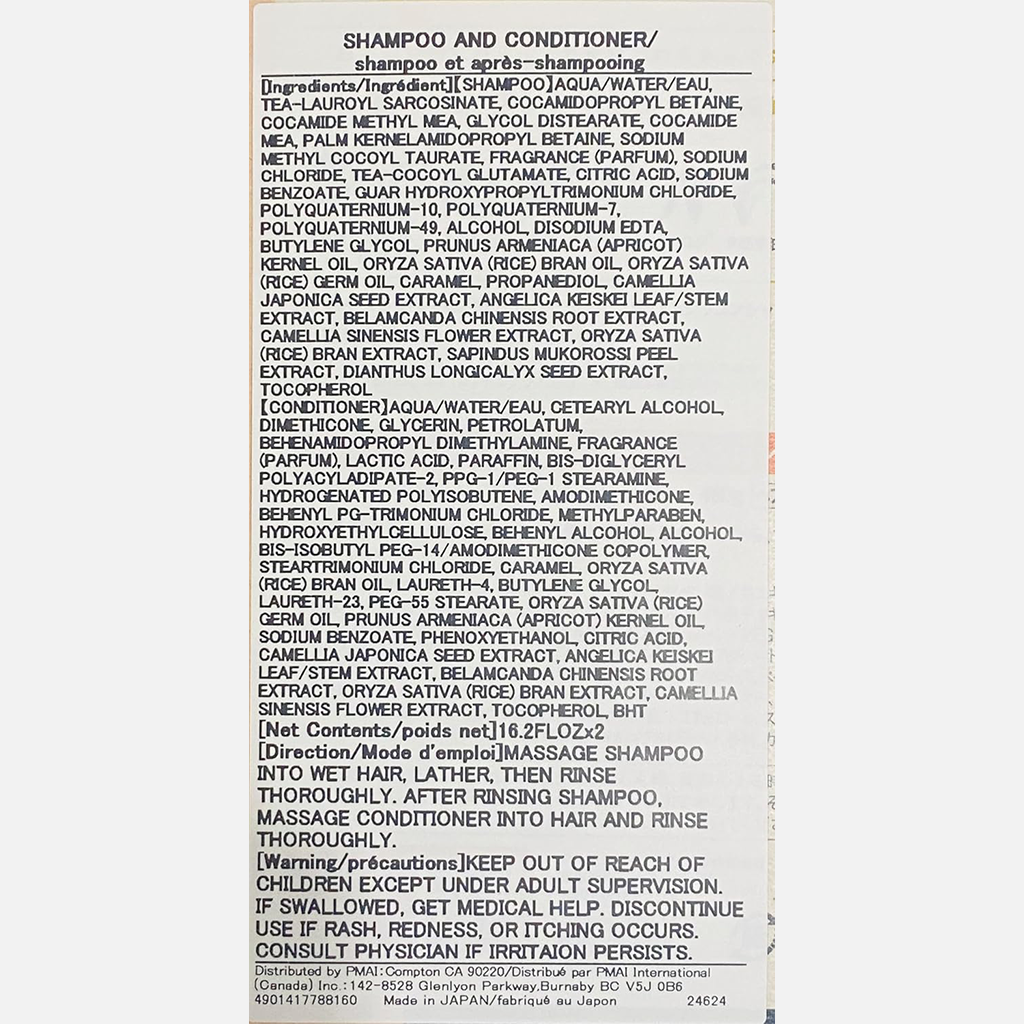 SHAMPOO AND CONDITIONER/
shampoo et après-shampooing
[Ingredients/Ingrédient]【SHAMPOO】AQUA/WATER/EAU,
TEA-LAUROYL SARCOSINATE, COCAMIDOPROPYL BETAINE,
COCAMIDE METHYL MEA, GLYCOL DISTEARATE, COCAMIDE
MEA, PALM KERNELAMIDOPROPYL BETAINE, SODIUM
METHYL COCOYL TAURATE, FRAGRANCE (PARFUM), SODIUM
CHLORIDE, TEA-COCOYL GLUTAMATE, CITRIC ACID, SODIUM
BENZOATE, GUAR HYDROXYPROPYLTRIMONIUM CHLORIDE,
POLYQUATERNIUM-10, POLYQUATERNIUM-7,
POLYQUATERNIUM-49, ALCOHOL, DISODIUM EDTA,
BUTYLENE GLYCOL, PRUNUS ARMENIACA (APRICOT)
KERNEL OIL, ORYZA SATIVA (RICE) BRAN OIL, ORYZA SATIVA
(RICE) GERM OIL, CARAMEL, PROPANEDIOL, CAMELLIA
JAPONICA SEED EXTRACT, ANGELICA KEISKEI LEAF/STEM
EXTRACT, BELAMCANDA CHINENSIS ROOT EXTRACT,
CAMELLIA SINENSIS FLOWER EXTRACT, ORYZA SATIVA
(RICE) BRAN EXTRACT, SAPINDUS MUKOROSSI PEEL
EXTRACT, DIANTHUS LONGICALYX SEED EXTRACT,
TOCOPHEROL
【CONDITIONER】AQUA/WATER/EAU, CETEARYL ALCOHOL,
DIMETHICONE, GLYCERIN, PETROLATUM,
BEHENAMIDOPROPYL DIMETHYLAMINE, FRAGRANCE
(PARFUM), LACTIC ACID, PARAFFIN, BIS-DIGLYCERYL
POLYACYLADIPATE-2, PPG-1/PEG-1 STEARAMINE,
HYDROGENATED POLYISOBUTENE, AMODIMETHICONE,
BEHENYL PG-TRIMONIUM CHLORIDE, METHYLPARABEN,
HYDROXYETHYLCELLULOSE, BEHENYL ALCOHOL, ALCOHOL,
BIS-ISOBUTYL PEG-14/AMODIMETHICONE COPOLYMER,
STEARTRIMONIUM CHLORIDE, CARAMEL, ORYZA SATIVA
(RICE) BRAN OIL, LAURETH-4, BUTYLENE GLYCOL,
LAURETH-23, PEG-55 STEARATE, ORYZA SATIVA (RICE)
GERM OIL, PRUNUS ARMENIACA (APRICOT) KERNEL OIL,
SODIUM BENZOATE, PHENOXYETHANOL, CITRIC ACID,
CAMELLIA JAPONICA SEED EXTRACT, ANGELICA KEISKEI
LEAF/STEM EXTRACT, BELAMCANDA CHINENSIS ROOT
EXTRACT, ORYZA SATIVA (RICE) BRAN EXTRACT, CAMELLIA
SINENSIS FLOWER EXTRACT, TOCOPHEROL, BHT
[Net Contents/poids net]16.2FLOZx2
[Direction/Mode d'emploi]MASSAGE SHAMPOO
INTO WET HAIR, LATHER, THEN RINSE
THOROUGHLY. AFTER RINSING SHAMPOO,
MASSAGE CONDITIONER INTO HAIR AND RINSE
THOROUGHLY.
[Warning/précautions]KEEP OUT OF REACH OF
CHILDREN EXCEPT UNDER ADULT SUPERVISION.
IF SWALLOWED, GET MEDICAL HELP. DISCONTINUE
USE IF RASH, REDNESS, OR ITCHING OCCURS.
CONSULT PHYSICIAN IF IRRITAION PERSISTS.
Distributed by PMAI:Compton CA 90220/Distribué par PMAI International
(Canada) Inc.:142-8528 Glenlyon Parkway,Burnaby BC V5J 0B6
4901417788160 Made in JAPAN/fabriqué au Japon 24624